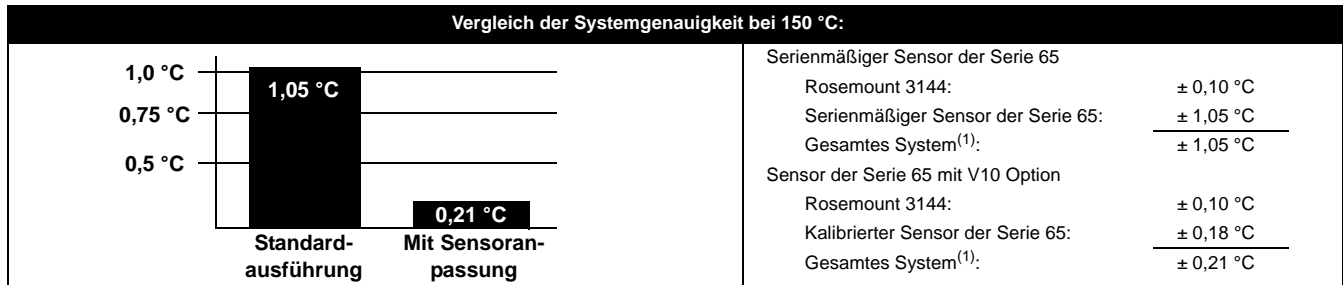 Vergleich der Systemgenauigkeit bei 150 °C:
1,0 °C
0,75 °C
0,5 °C
1,05 °C
0,21 °C
Standard-
ausführung
Mit Sensoran-
passung
Serienmäßiger Sensor der Serie 65
Rosemount 3144: ± 0,10 °C
Serienmäßiger Sensor der Serie 65: ± 1,05 °C
Gesamtes System(1): ± 1,05 °C
Sensor der Serie 65 mit V10 Option
Rosemount 3144: ± 0,10 °C
Kalibrierter Sensor der Serie 65: ± 0,18 °C
Gesamtes System(1): ± 0,21 °C